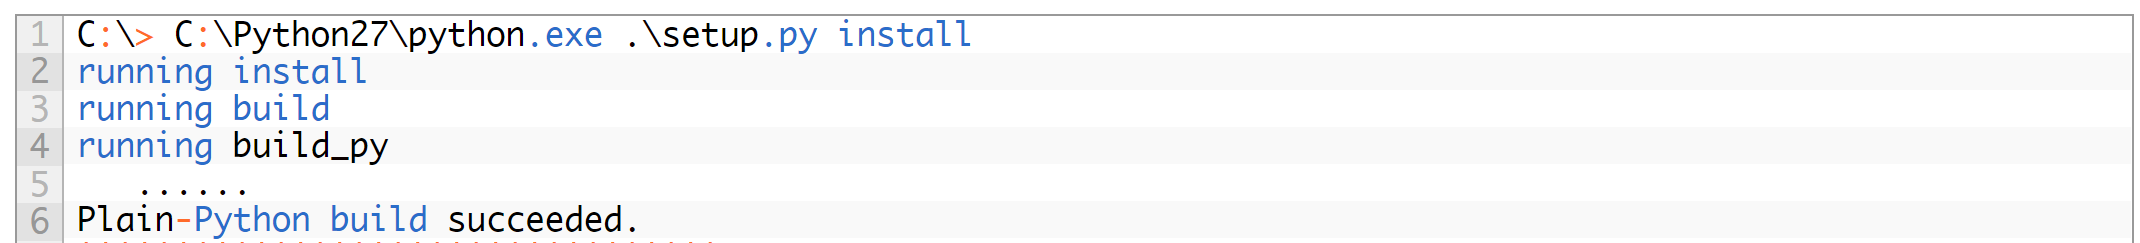 1 C:\> C:\Python27\python.exe .\setup.py install
2 running install
3 running build
4 running build_py
5 ......
6 Plain-Python build succeeded.